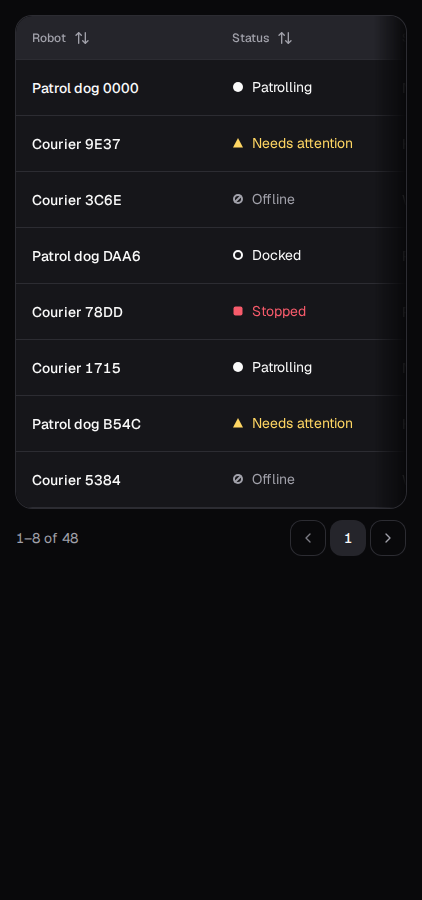 Robot Status
Patrol dog 0000 Patrolling
Courier 9E37 Needs attention
Courier 3C6E Offline
Patrol dog DAA6 Docked
Courier 78DD Stopped
Courier 1715 Patrolling
Patrol dog B54C Needs attention
Courier 5384 Offline
1–8 of 48 1